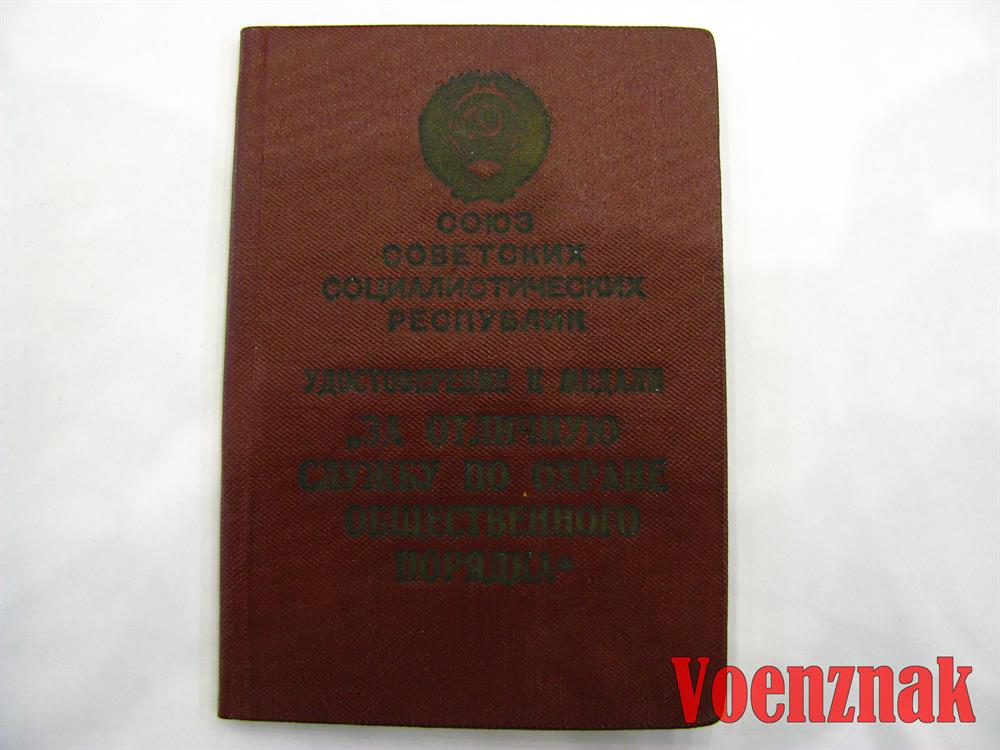 СОЮЗ
СОВЕТСКИХ
СОЦИАЛИСТИЧЕСКИХ
РЕСПУБЛИК
УДОСТОВЕРЕНИЕ К МЕДАЛИ
„ЗА ОТЛИЧНУЮ
СЛУЖБУ ПО ОХРАНЕ
ОБЩЕСТВЕННОГО
ПОРЯДКА“
Voenznak